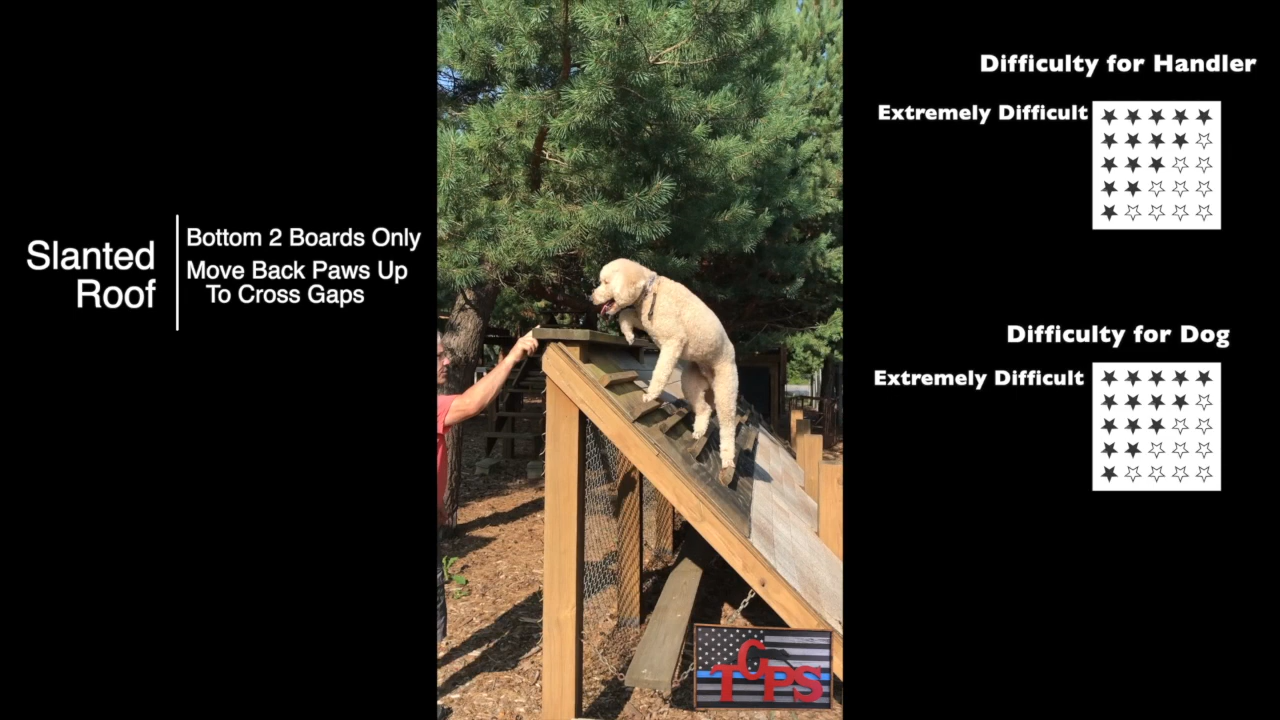 Slanted
Roof
Bottom 2 Boards Only
Move Back Paws Up
To Cross Gaps
Difficulty for Handler
Extremely Difficult
Difficulty for Dog
Extremely Difficult
TCPS